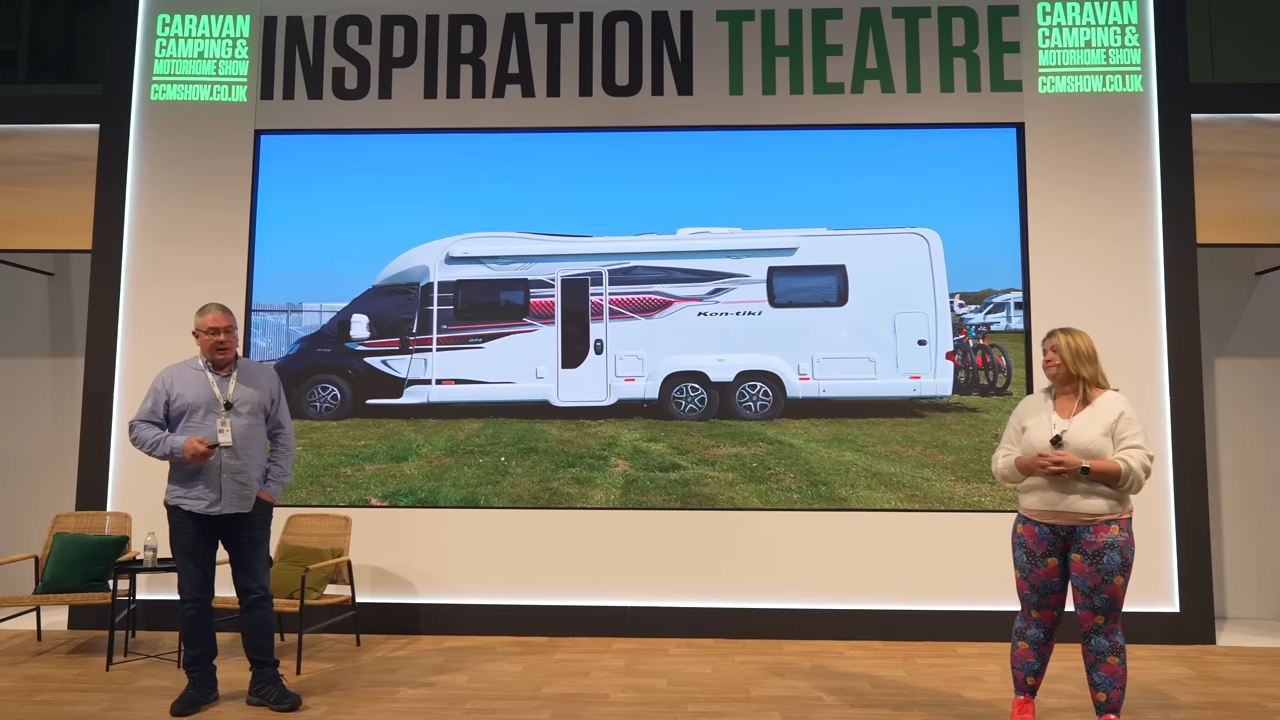 CARAVAN
CAMPING &
MOTORHOME SHOW
CCMSHOW.CO.UK
INSPIRATION THEATRE
CARAVAN
CAMPING &
MOTORHOME SHOW
CCMSHOW.CO.UK
Kon-tiki